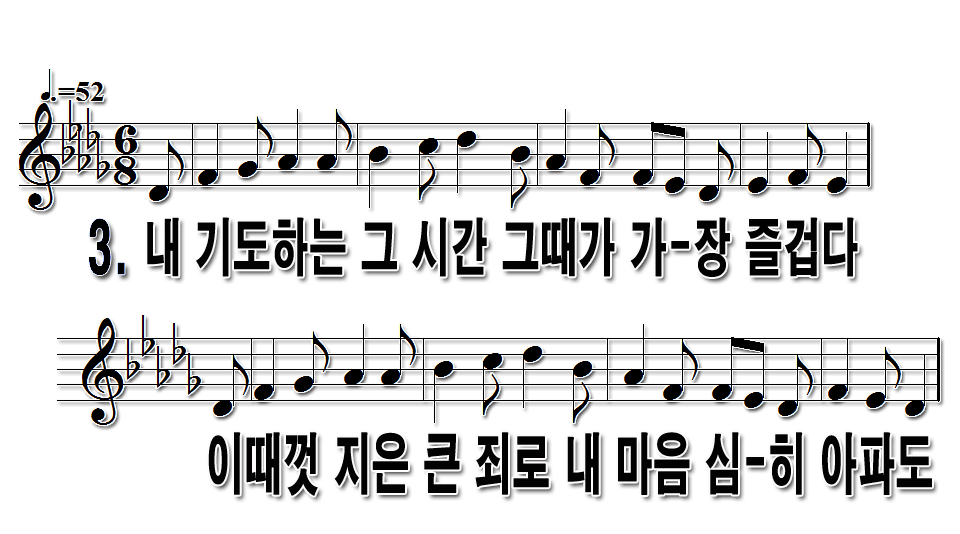 ♩.=52
6
8
3. 내 기도하는 그 시간 그때가 가-장 즐겁다
이때껏 지은 큰 죄로 내 마음 심-히 아파도